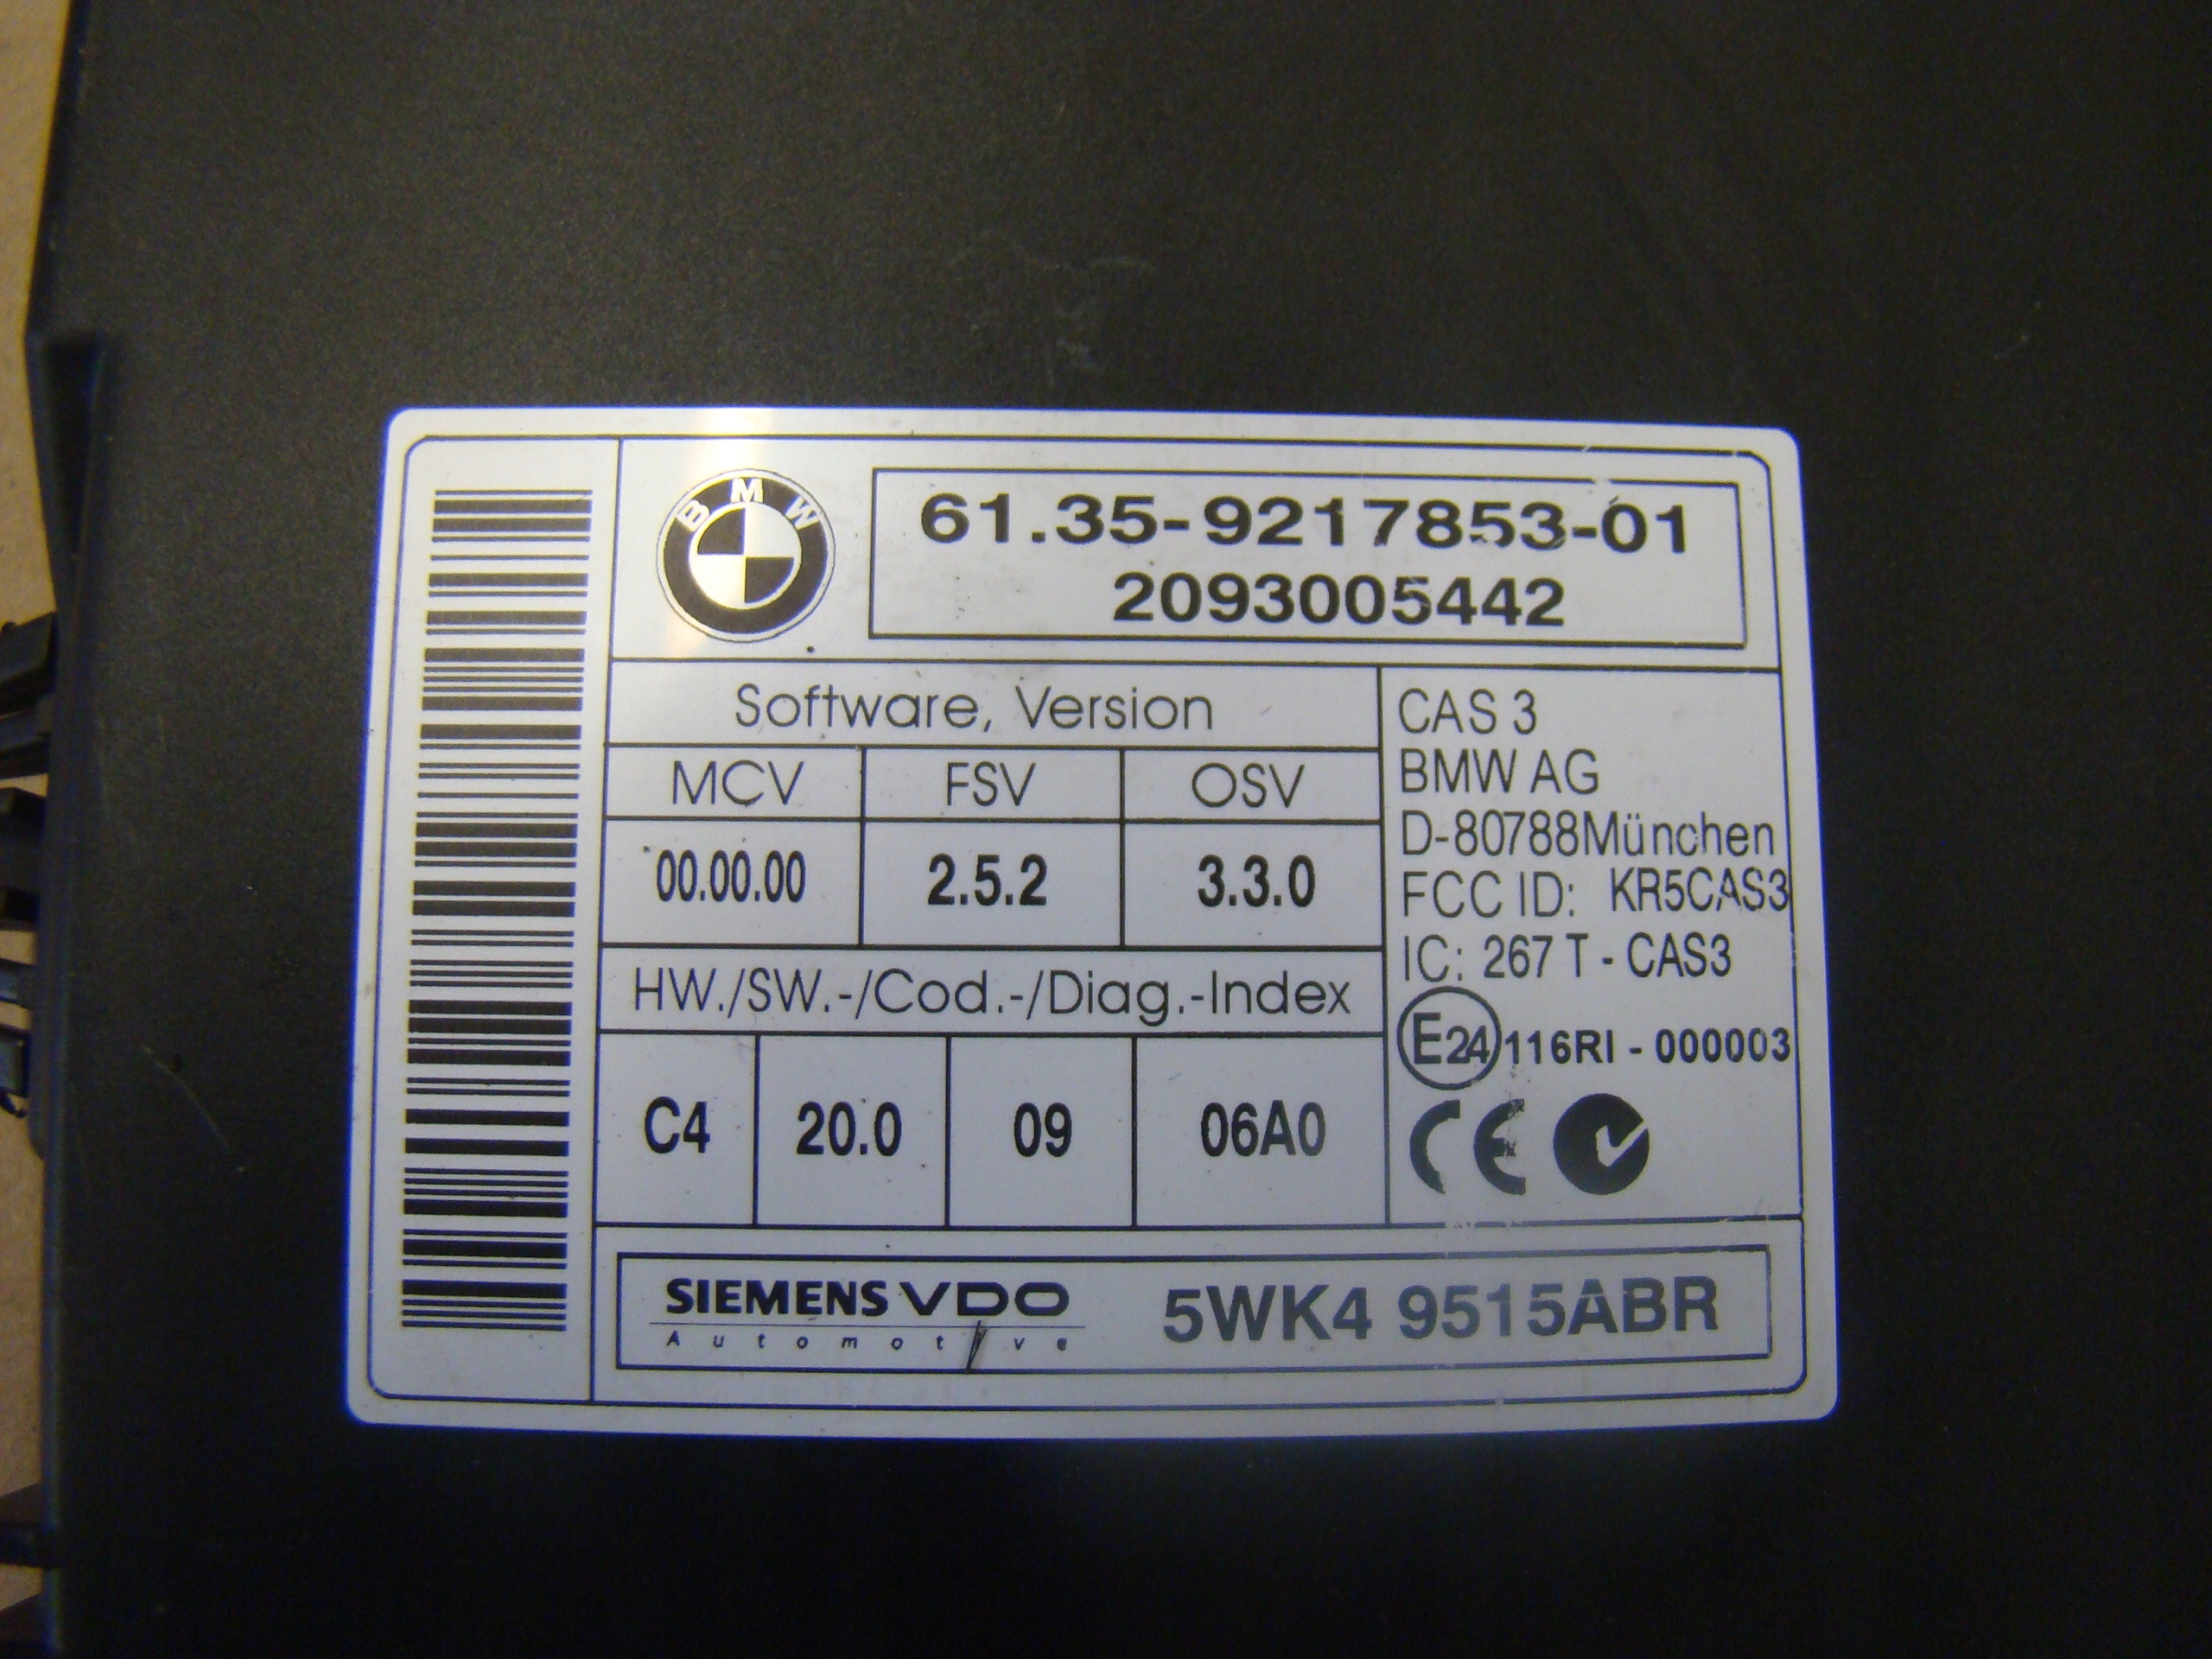 BMW
61.35-9217853-01
2093005442
Software, Version
MCV FSV OSV
00.00.00 2.5.2 3.3.0
HW./SW.-/Cod.-/Diag.-Index
C4 20.0 09 06A0
CAS 3
BMW AG
D-80788München
FCC ID: KR5CAS3
IC: 267 T - CAS3
E24 116RI - 000003
CE
SIEMENS VDO
Automotive
5WK4 9515ABR